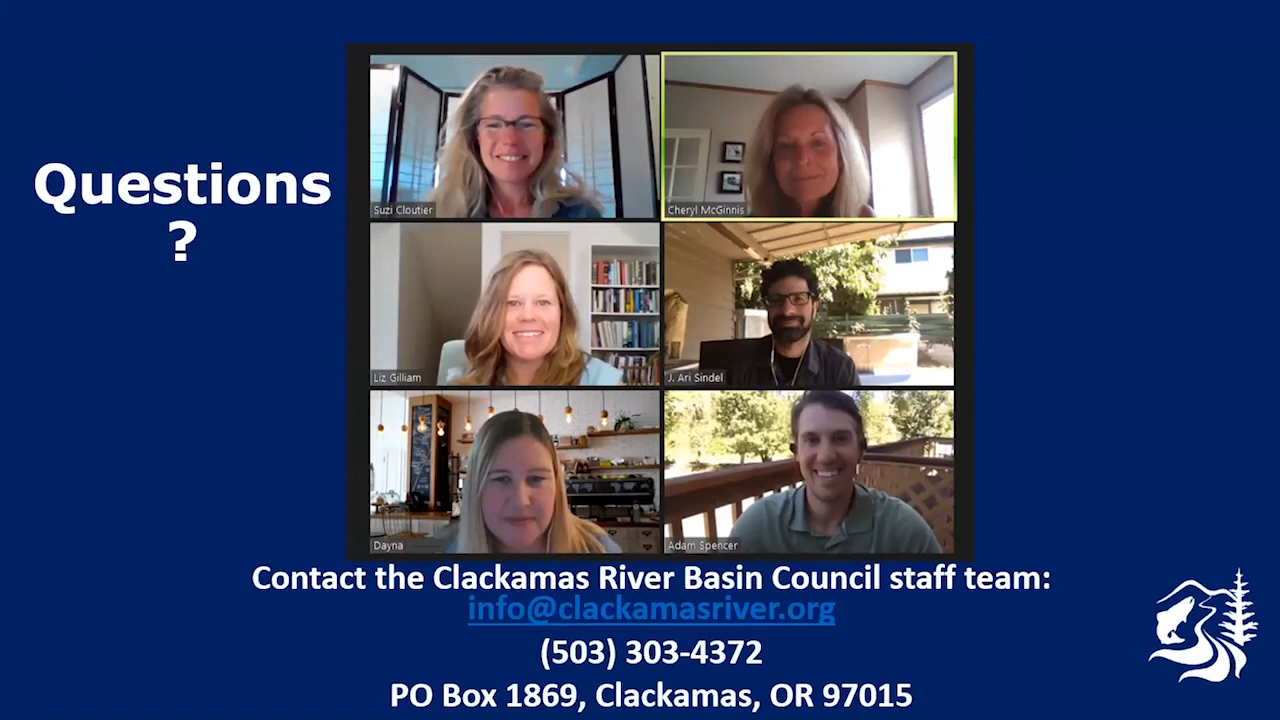 Questions
?
Suzi Cloutier
Cheryl McGinnis
Liz Gilliam
J. Ari Sindel
Dayna
Adam Spencer
Contact the Clackamas River Basin Council staff team:
info@clackamasriver.org
(503) 303-4372
PO Box 1869, Clackamas, OR 97015